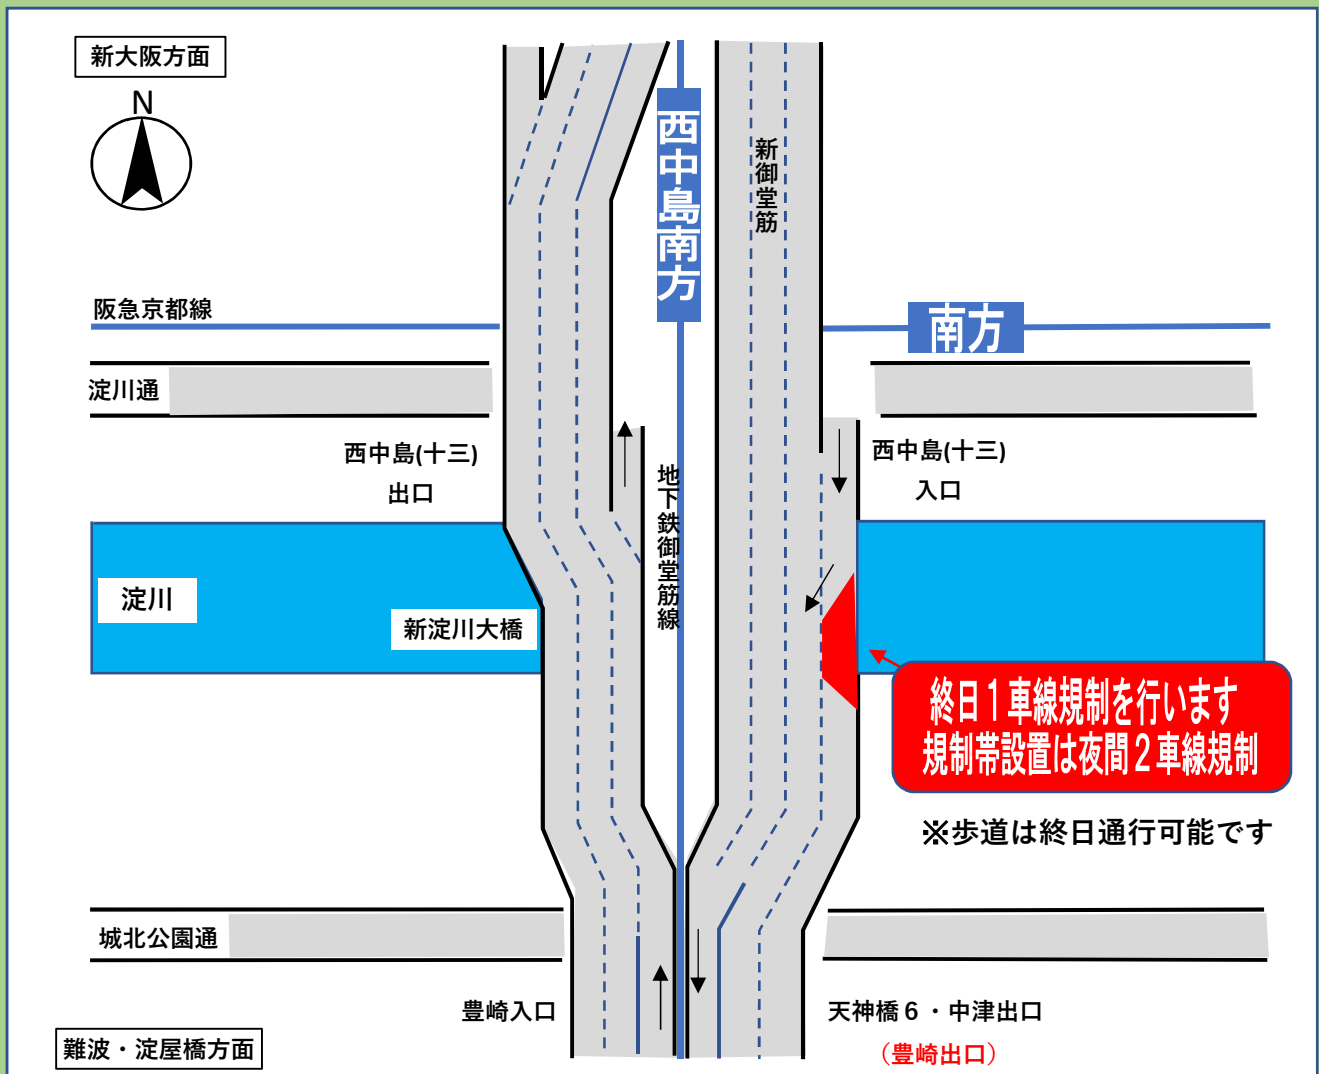 新大阪方面
N
西中島南方
新御堂筋
阪急京都線
南方
淀川通
西中島(十三)
出口
西中島(十三)
入口
地下鉄御堂筋線
淀川
新淀川大橋
終日１車線規制を行います
規制帯設置は夜間２車線規制
※歩道は終日通行可能です
城北公園通
豊崎入口
天神橋６・中津出口
（豊崎出口）
難波・淀屋橋方面